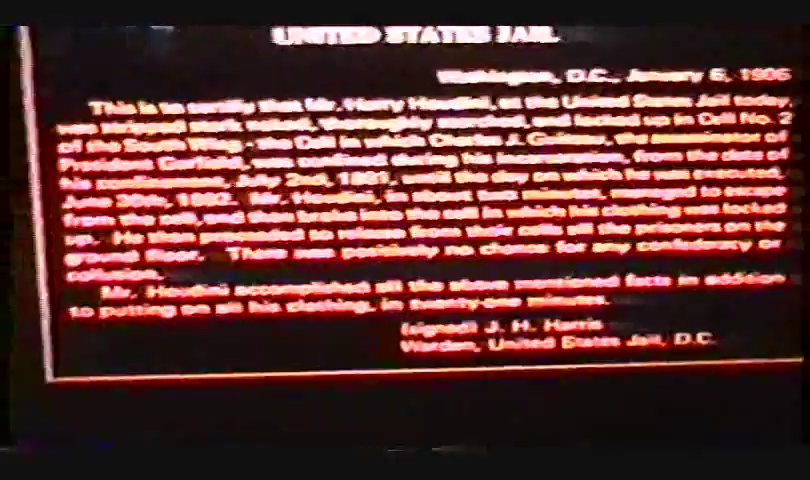 UNITED STATES JAIL
Washington, D.C., January 6, 1906
This is to certify that Mr. Harry Houdini, at the United States Jail today,
was stripped stark naked, thoroughly searched, and locked up in Cell No. 2
of the South Wing - the Cell in which Charles J. Guiteau, the assassinator of
President Garfield, was confined during his incarceration, from the date of
his confinement, July 2nd, 1881, until the day on which he was executed,
June 30th, 1882. Mr. Houdini, in about two minutes, managed to escape
from the cell, and then broke into the cell in which his clothing was locked
up. He then proceeded to release from their cells all the prisoners on the
ground floor. There was positively no chance for any confederacy or
collusion.
Mr. Houdini accomplished all the above mentioned facts in addition
to putting on all his clothing, in twenty-one minutes.
(signed) J. H. Harris
Warden, United States Jail, D.C.